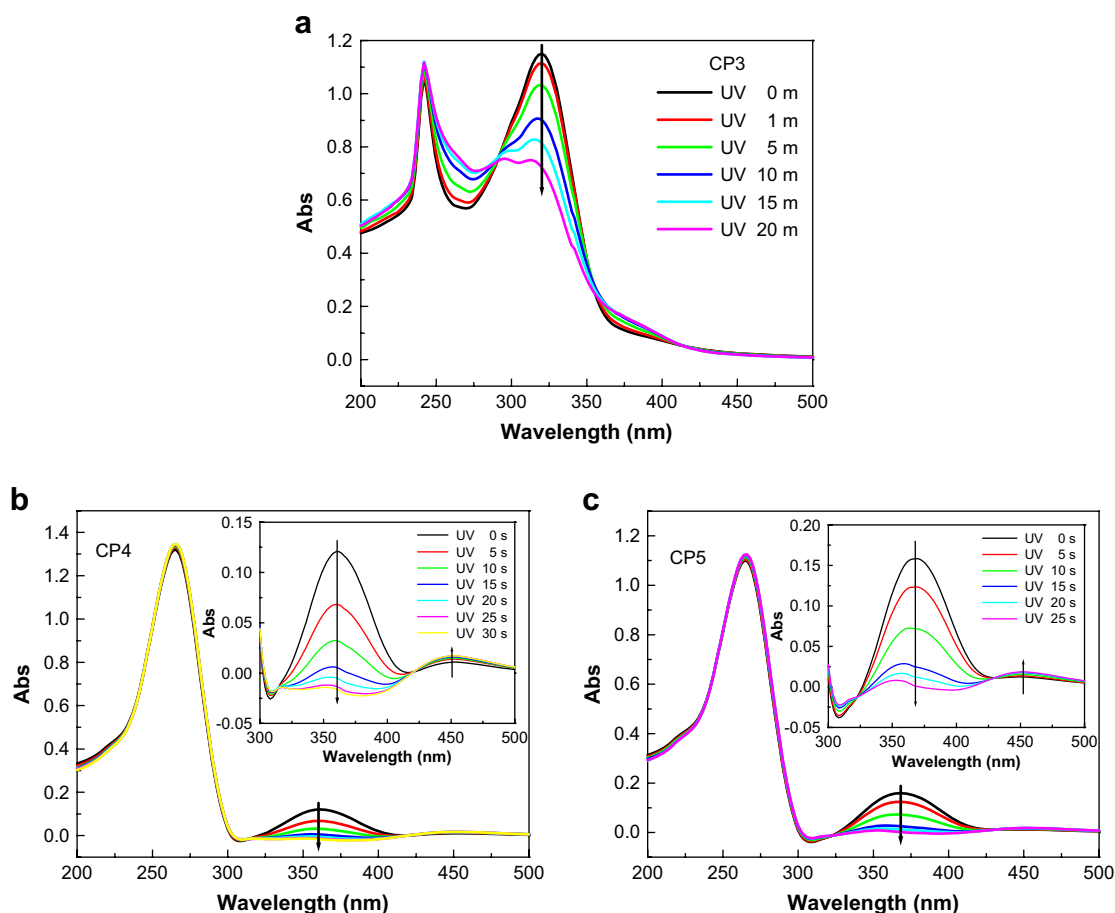 a
1.2
1.0
0.8
0.6
0.4
0.2
0.0
Abs
CP3
UV 0 m
UV 1 m
UV 5 m
UV 10 m
UV 15 m
UV 20 m
200 250 300 350 400 450 500
Wavelength (nm)
b
1.4
1.2
1.0
0.8
0.6
0.4
0.2
0.0
Abs
CP4
0.15
0.10
0.05
0.00
-0.05
Abs
UV 0 s
UV 5 s
UV 10 s
UV 15 s
UV 20 s
UV 25 s
UV 30 s
300 350 400 450 500
Wavelength (nm)
200 250 300 350 400 450 500
Wavelength (nm)
c
1.2
1.0
0.8
0.6
0.4
0.2
0.0
Abs
CP5
0.20
0.15
0.10
0.05
0.00
-0.05
Abs
UV 0 s
UV 5 s
UV 10 s
UV 15 s
UV 20 s
UV 25 s
300 350 400 450 500
Wavelength (nm)
200 250 300 350 400 450 500
Wavelength (nm)